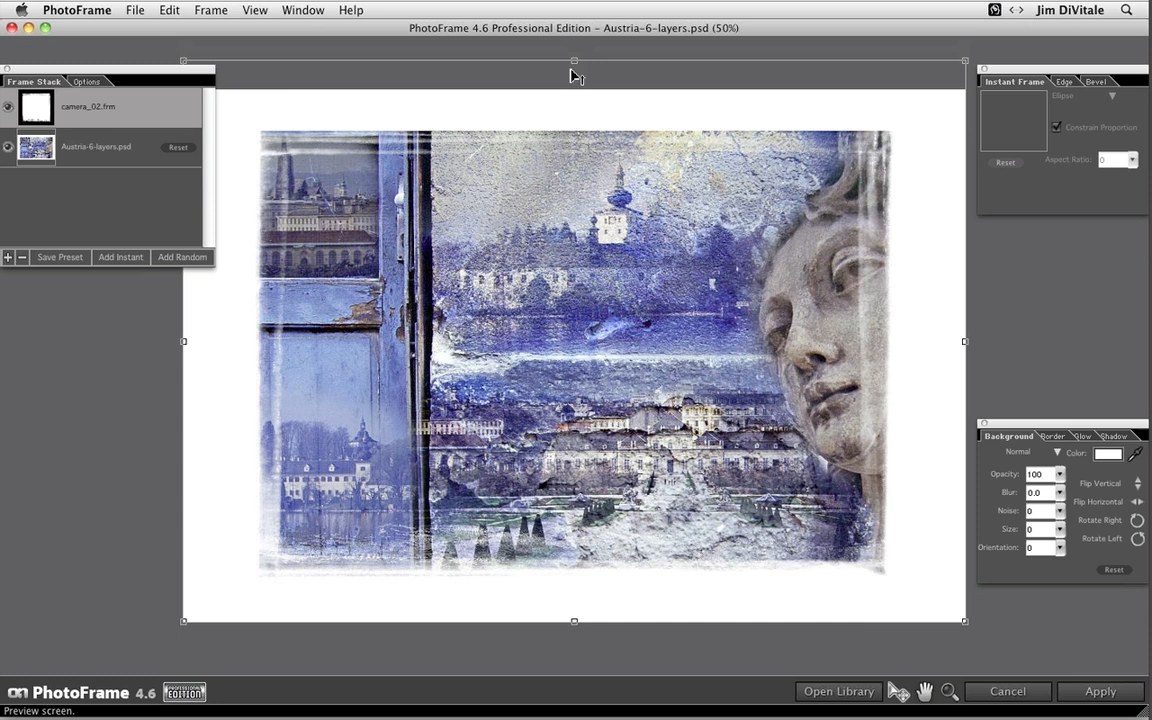 PhotoFrame File Edit Frame View Window Help Jim DiVitale
PhotoFrame 4.6 Professional Edition – Austria-6-layers.psd (50%)
Frame Stack Options
camera_02.frm
Austria-6-layers.psd Reset
+ − Save Preset Add Instant Add Random
Instant Frame Edge Bevel
Ellipse
Constrain Proportion
Reset Aspect Ratio: 0
Background Border Glow Shadow
Normal Color:
Opacity: 100
Flip Vertical
Blur: 0.0
Flip Horizontal
Noise: 0
Rotate Right
Size: 0
Rotate Left
Orientation: 0
Reset
on PhotoFrame 4.6 PROFESSIONAL EDITION Open Library Cancel Apply
Preview screen.